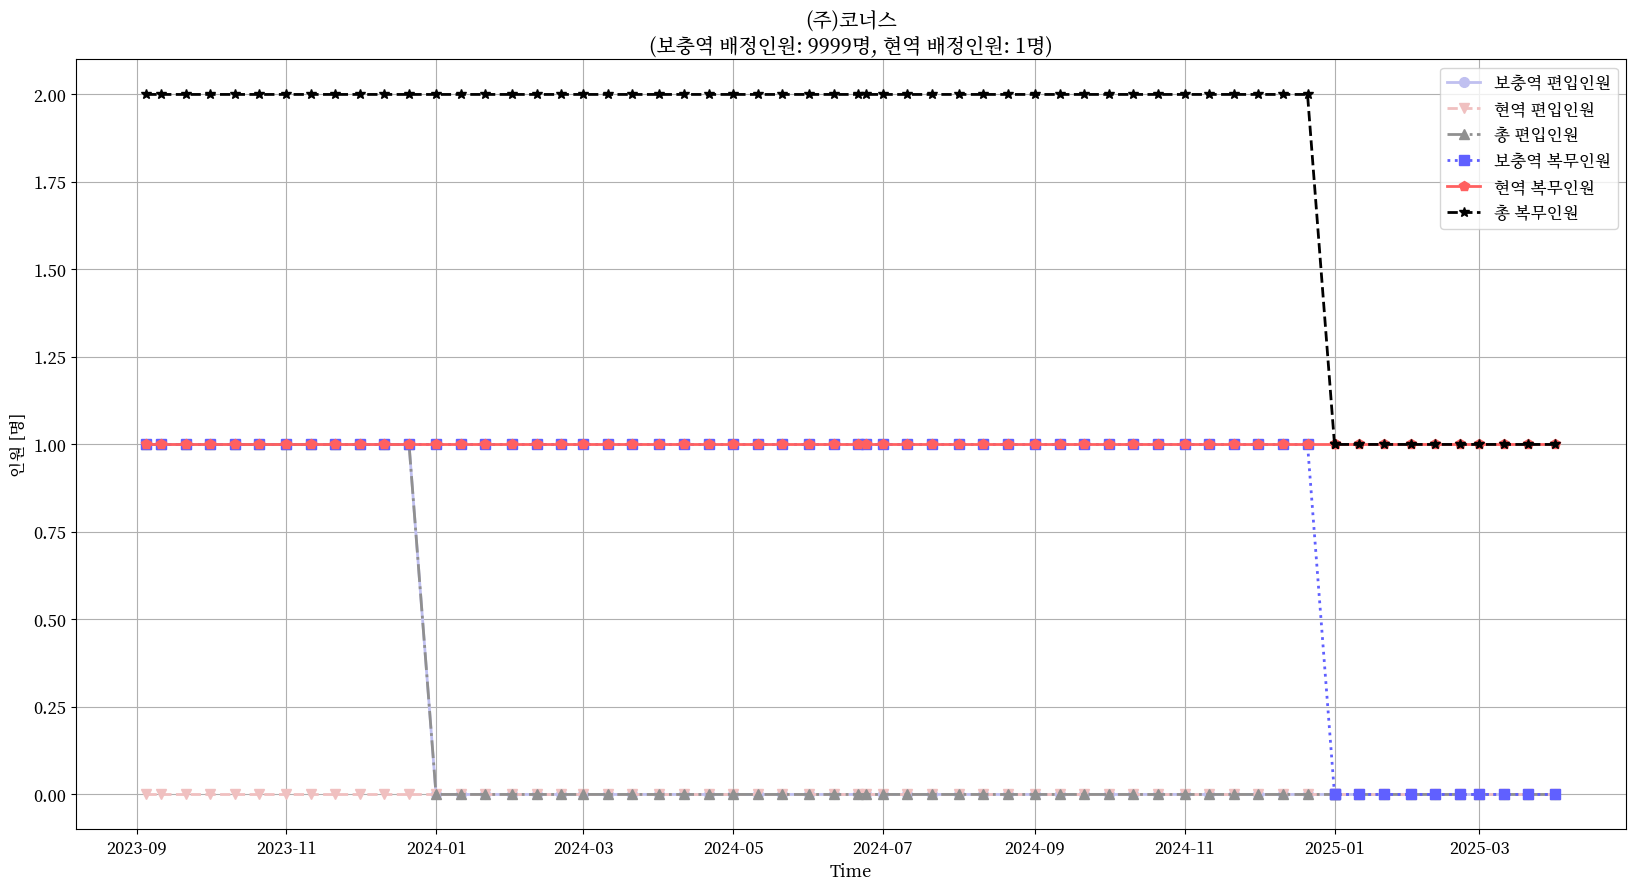 (주)코너스
(보충역 배정인원: 9999명, 현역 배정인원: 1명)
보충역 편입인원
현역 편입인원
총 편입인원
보충역 복무인원
현역 복무인원
총 복무인원
인원 [명]
2.00
1.75
1.50
1.25
1.00
0.75
0.50
0.25
0.00
2023-09 2023-11 2024-01 2024-03 2024-05 2024-07 2024-09 2024-11 2025-01 2025-03
Time